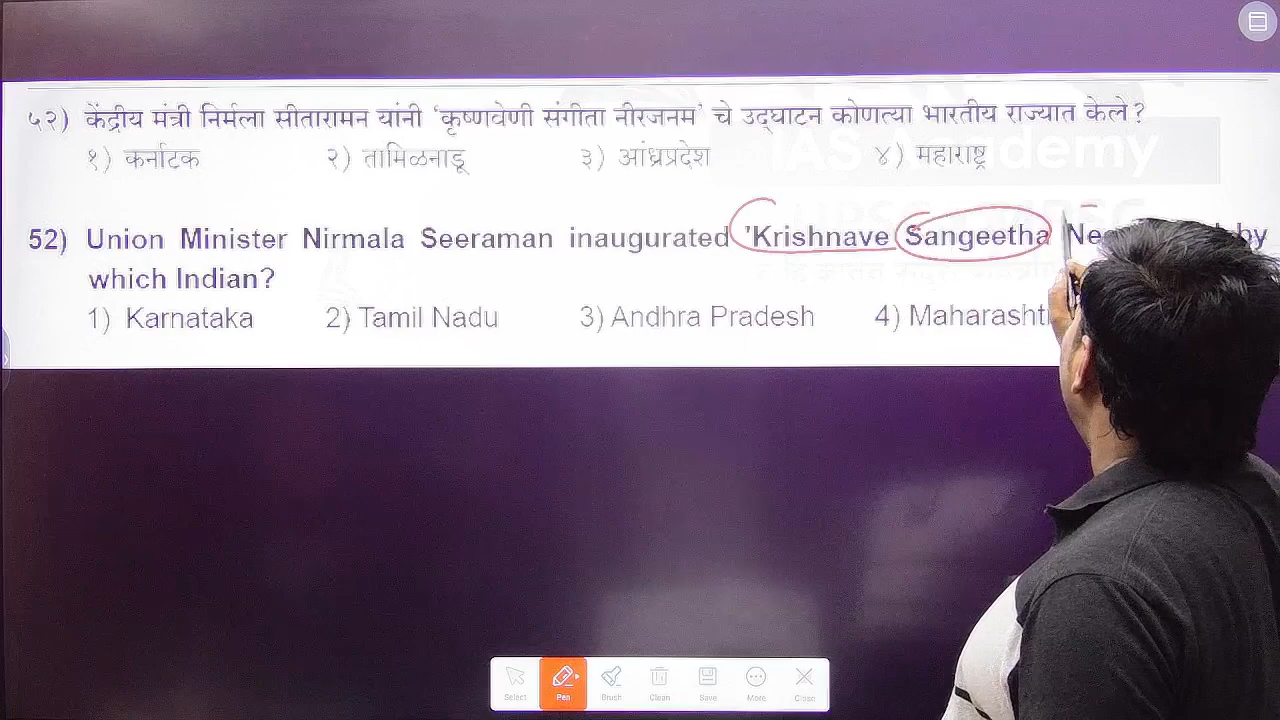 ५२) केंद्रीय मंत्री निर्मला सीतारामन यांनी ‘कृष्णवेणी संगीता नीरजनम’ चे उद्घाटन कोणत्या भारतीय राज्यात केले?
१) कर्नाटक २) तामिळनाडू ३) आंध्रप्रदेश ४) महाराष्ट्र
IAS Academy
52) Union Minister Nirmala Seeraman inaugurated 'Krishnave Sangeetha by
which Indian?
1) Karnataka 2) Tamil Nadu 3) Andhra Pradesh 4)
Select Pen Brush Clean Save More Close